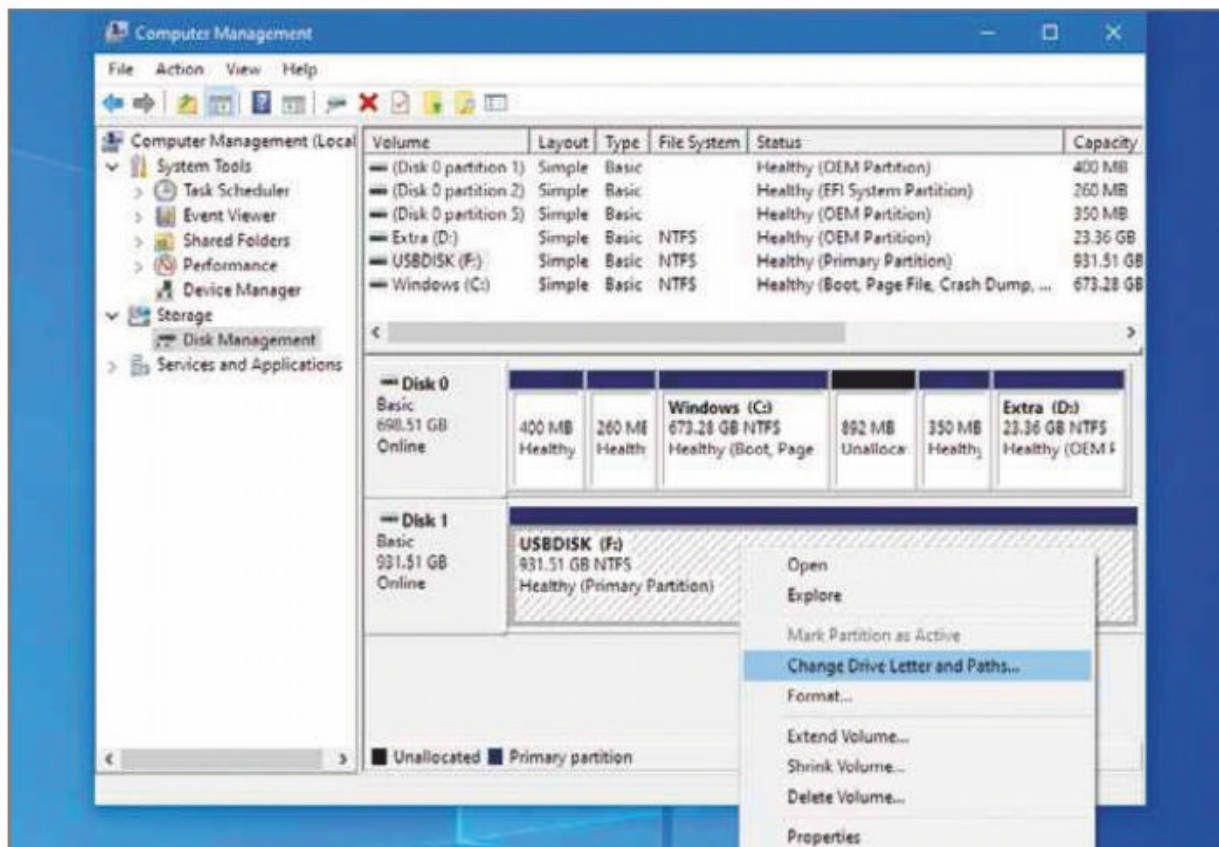 Computer Management
File Action View Help
Computer Management (Local
System Tools
Task Scheduler
Event Viewer
Shared Folders
Performance
Device Manager
Storage
Disk Management
Services and Applications
Volume Layout Type File System Status Capacity
(Disk 0 partition 1) Simple Basic Healthy (OEM Partition) 400 MB
(Disk 0 partition 2) Simple Basic Healthy (EFI System Partition) 260 MB
(Disk 0 partition 5) Simple Basic Healthy (OEM Partition) 350 MB
Extra (D:) Simple Basic NTFS Healthy (OEM Partition) 23.36 GB
USBDISK (F:) Simple Basic NTFS Healthy (Primary Partition) 931.51 GB
Windows (C:) Simple Basic NTFS Healthy (Boot, Page File, Crash Dump, ... 673.28 GB
Disk 0
Basic
698.51 GB
Online
400 MB
Healthy
260 ME
Health
Windows (C:)
673.28 GB NTFS
Healthy (Boot, Page
892 MB
Unalloca
350 MB
Healthy
Extra (D:)
23.36 GB NTFS
Healthy (OEM F
Disk 1
Basic
931.51 GB
Online
USBDISK (F:)
931.51 GB NTFS
Healthy (Primary Partition)
Open
Explore
Mark Partition as Active
Change Drive Letter and Paths...
Format...
Extend Volume...
Shrink Volume...
Delete Volume...
Properties
Unallocated Primary partition